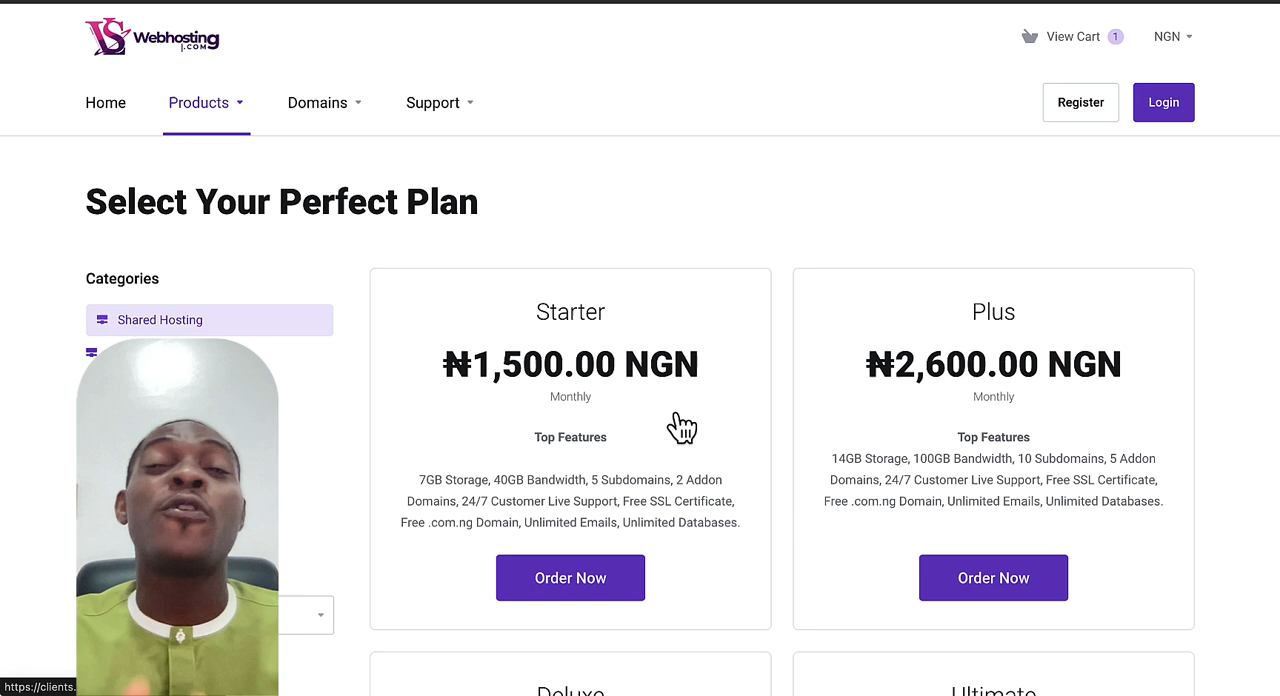 VS Webhosting
.COM
View Cart 1
NGN
Home
Products
Domains
Support
Register
Login
Select Your Perfect Plan
Categories
Shared Hosting
Starter
₦1,500.00 NGN
Monthly
Top Features
7GB Storage, 40GB Bandwidth, 5 Subdomains, 2 Addon
Domains, 24/7 Customer Live Support, Free SSL Certificate,
Free .com.ng Domain, Unlimited Emails, Unlimited Databases.
Order Now
Plus
₦2,600.00 NGN
Monthly
Top Features
14GB Storage, 100GB Bandwidth, 10 Subdomains, 5 Addon
Domains, 24/7 Customer Live Support, Free SSL Certificate,
Free .com.ng Domain, Unlimited Emails, Unlimited Databases.
Order Now
Deluxe
Ultimate
https://clients.